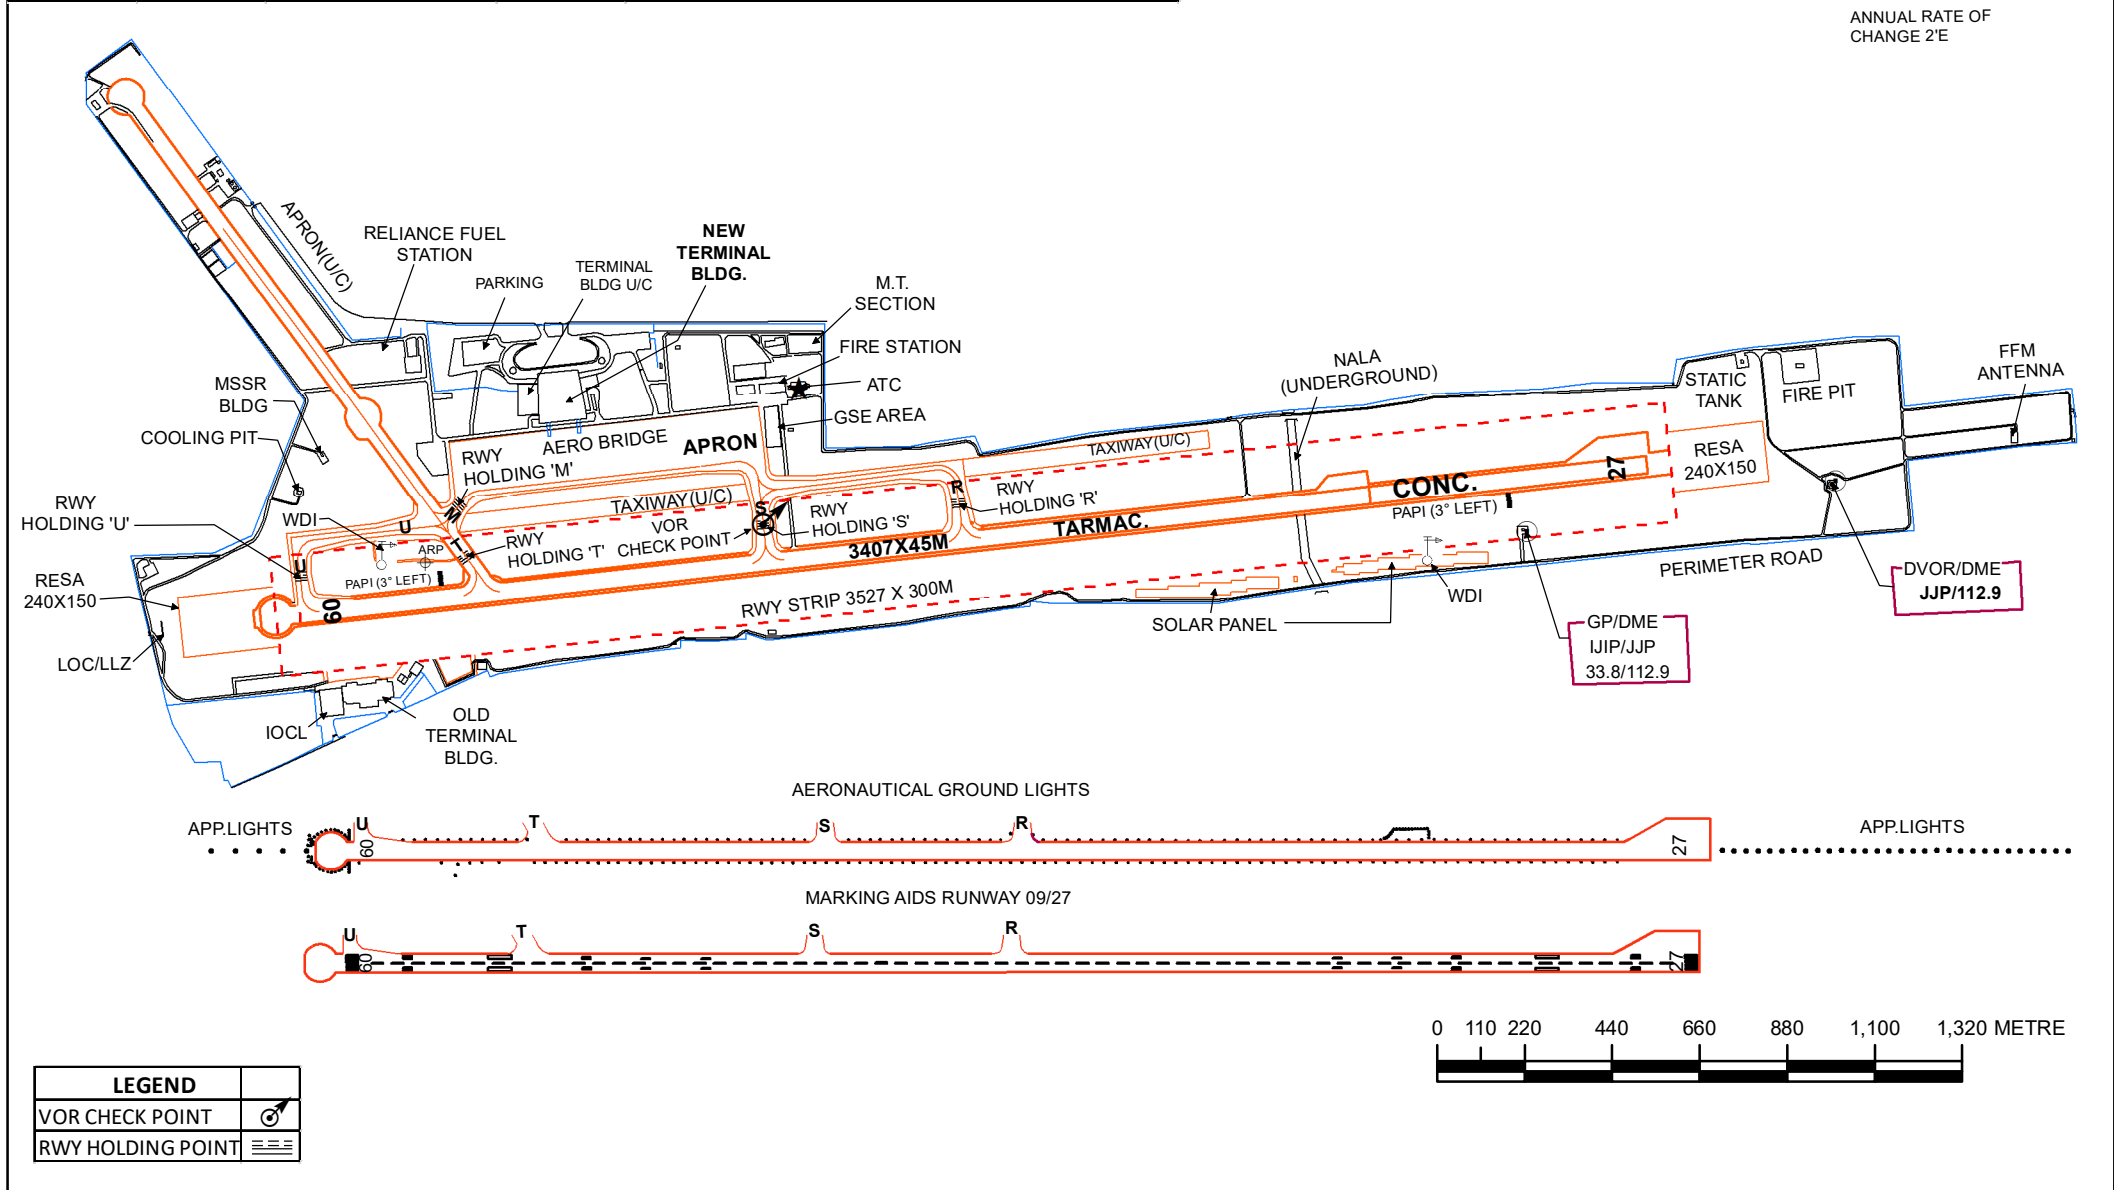 ANNUAL RATE OF
CHANGE 2'E
APRON(U/C)
RELIANCE FUEL
STATION
PARKING
TERMINAL
BLDG U/C
NEW
TERMINAL
BLDG.
M.T.
SECTION
FIRE STATION
ATC
GSE AREA
MSSR
BLDG
COOLING PIT
RWY
HOLDING 'U'
RESA
240X150
LOC/LLZ
IOCL
OLD
TERMINAL
BLDG.
WDI
ARP
PAPI (3° LEFT)
U
U
M
T
S
R
RWY
HOLDING 'M'
AERO BRIDGE
APRON
TAXIWAY(U/C)
VOR
CHECK POINT
RWY
HOLDING 'T'
RWY
HOLDING 'S'
RWY
HOLDING 'R'
TAXIWAY(U/C)
NALA
(UNDERGROUND)
3407X45M
TARMAC.
CONC.
PAPI (3° LEFT)
09
27
RWY STRIP 3527 X 300M
SOLAR PANEL
WDI
STATIC
TANK
FIRE PIT
FFM
ANTENNA
RESA
240X150
PERIMETER ROAD
DVOR/DME
JJP/112.9
GP/DME
IJIP/JJP
33.8/112.9
AERONAUTICAL GROUND LIGHTS
APP.LIGHTS
U
T
S
R
09
27
APP.LIGHTS
MARKING AIDS RUNWAY 09/27
U
T
S
R
09
27
0 110 220 440 660 880 1,100 1,320 METRE
LEGEND
VOR CHECK POINT
RWY HOLDING POINT